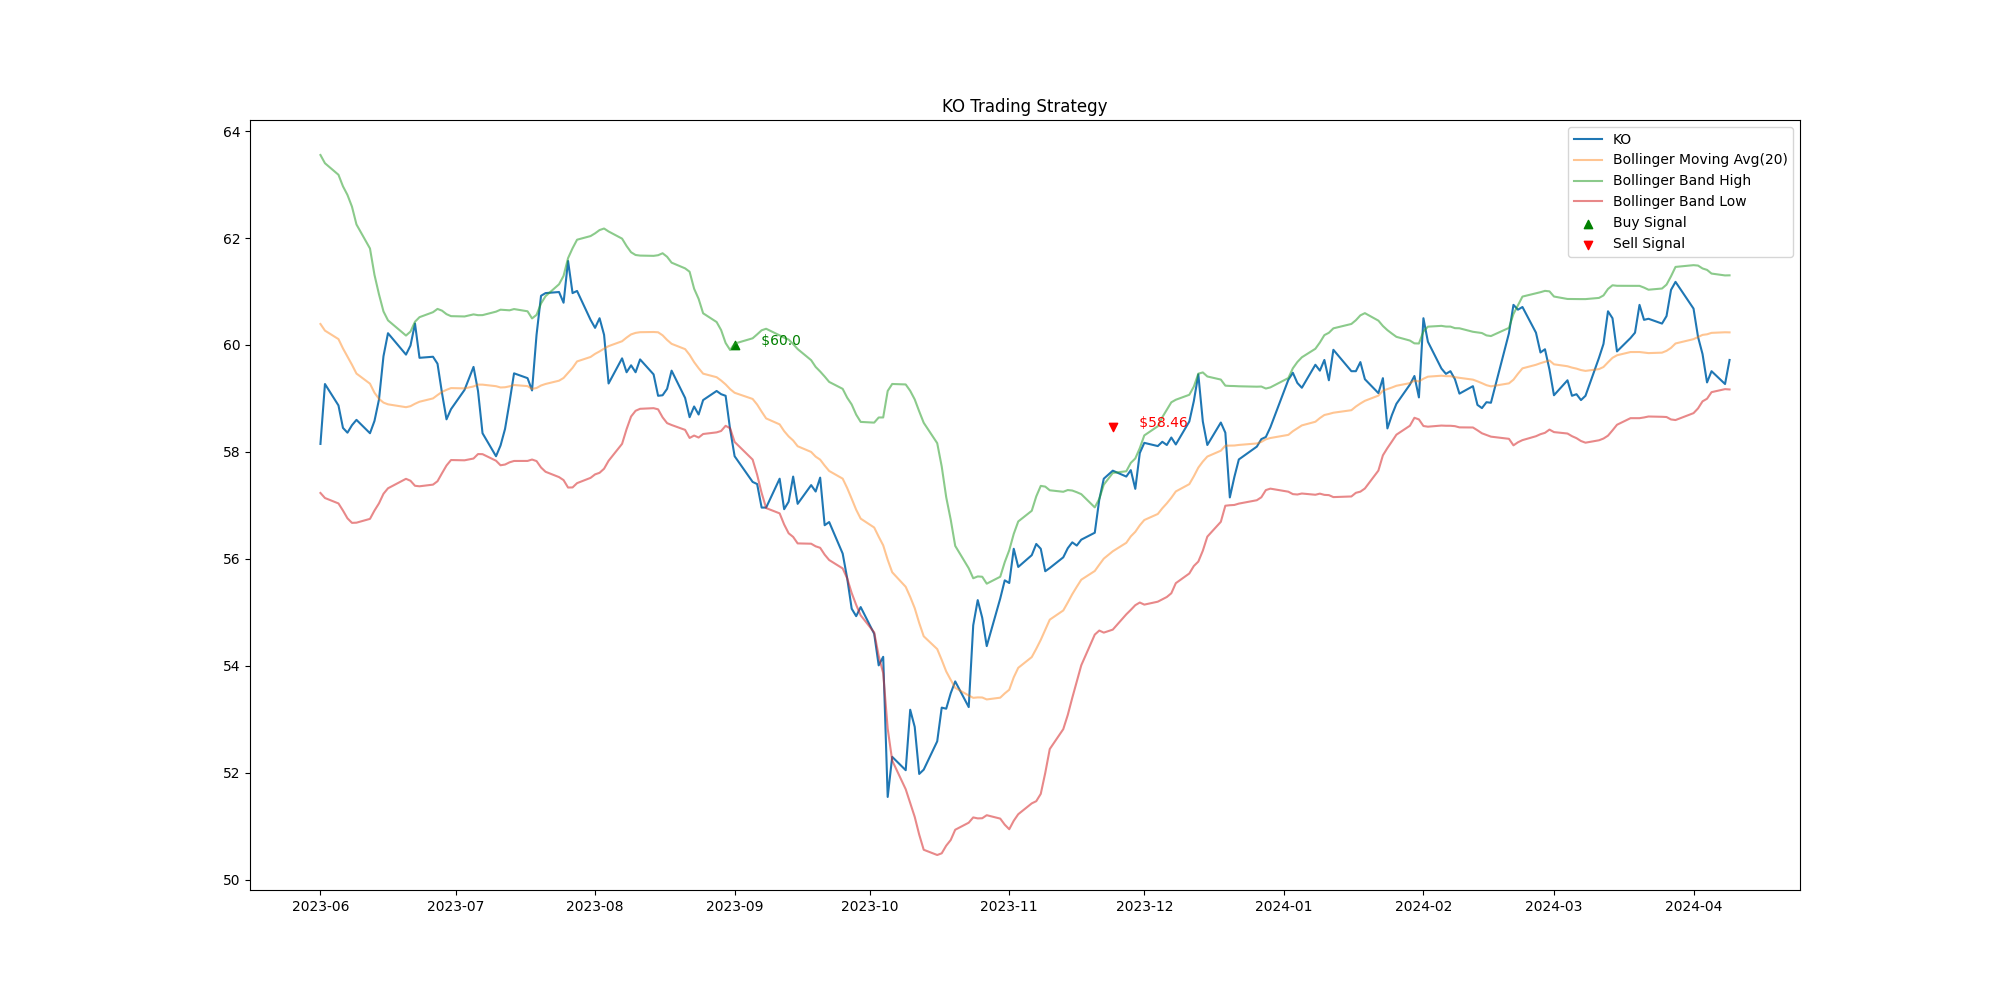 KO Trading Strategy
64
62
60
58
56
54
52
50
KO
Bollinger Moving Avg(20)
Bollinger Band High
Bollinger Band Low
Buy Signal
Sell Signal
$60.0
$58.46
2023-06 2023-07 2023-08 2023-09 2023-10 2023-11 2023-12 2024-01 2024-02 2024-03 2024-04